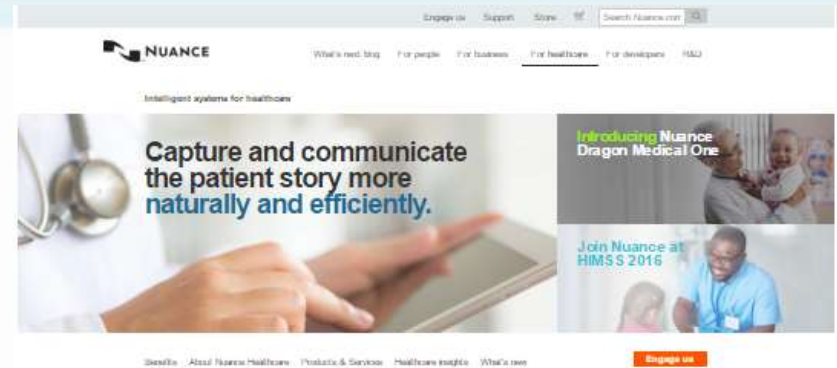 Engage us Support Store Search Nuance.com
NUANCE
What's next blog For people For business For healthcare For developers R&D
Intelligent systems for healthcare
Capture and communicate
the patient story more
naturally and efficiently.
Introducing Nuance
Dragon Medical One
Join Nuance at
HIMSS 2016
Benefits About Nuance Healthcare Products & Services Healthcare insights What's new
Engage us